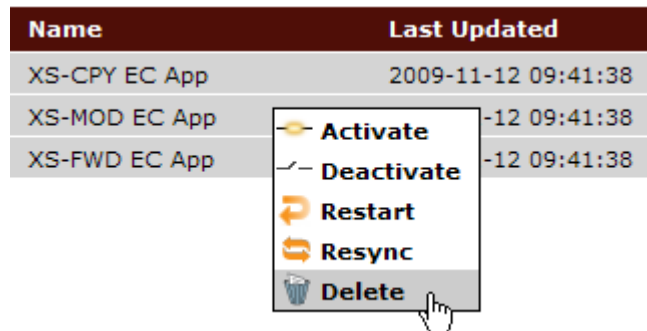 Name Last Updated
XS-CPY EC App 2009-11-12 09:41:38
XS-MOD EC App -12 09:41:38
XS-FWD EC App -12 09:41:38
Activate
Deactivate
Restart
Resync
Delete